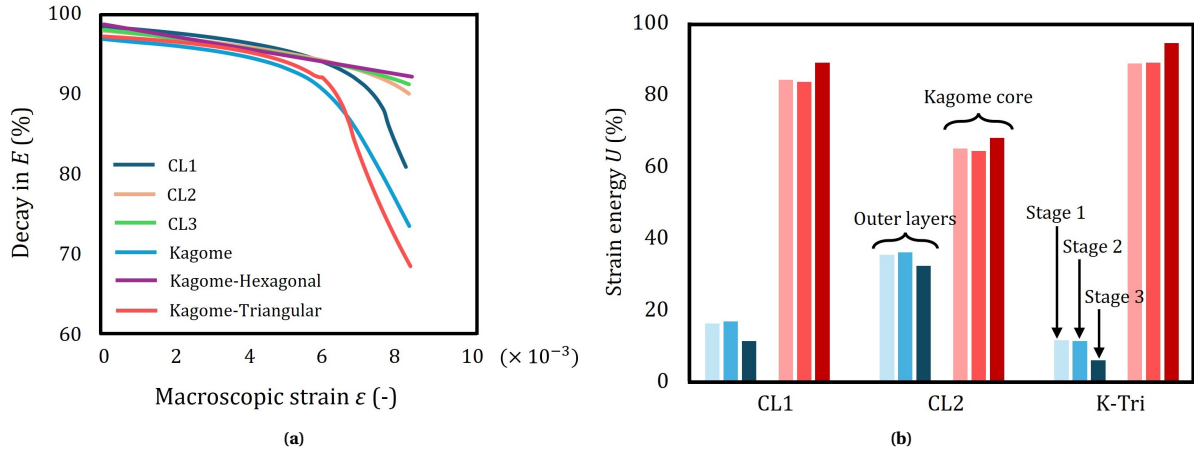 100
90
80
70
60
Decay in E (%)
CL1
CL2
CL3
Kagome
Kagome-Hexagonal
Kagome-Triangular
0 2 4 6 8 10 (× 10⁻³)
Macroscopic strain ε (-)
(a)
100
80
60
40
20
0
Strain energy U (%)
Kagome core
Outer layers
Stage 1
Stage 2
Stage 3
CL1 CL2 K-Tri
(b)